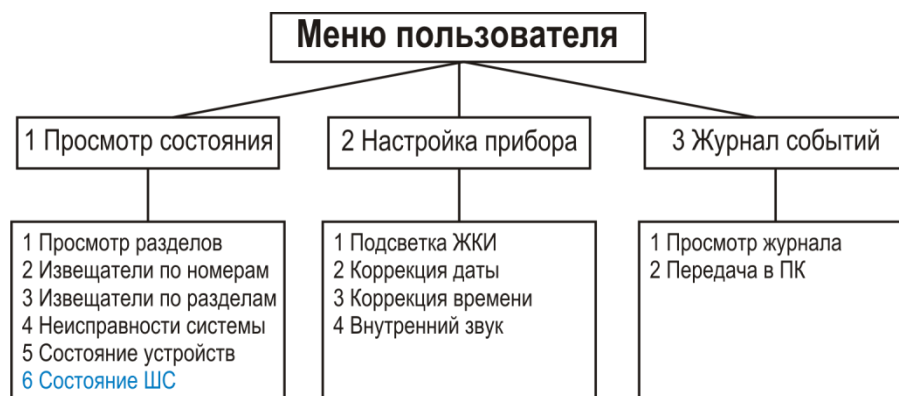 Меню пользователя
1 Просмотр состояния
2 Настройка прибора
3 Журнал событий
1 Просмотр разделов
2 Извещатели по номерам
3 Извещатели по разделам
4 Неисправности системы
5 Состояние устройств
6 Состояние ШС
1 Подсветка ЖКИ
2 Коррекция даты
3 Коррекция времени
4 Внутренний звук
1 Просмотр журнала
2 Передача в ПК